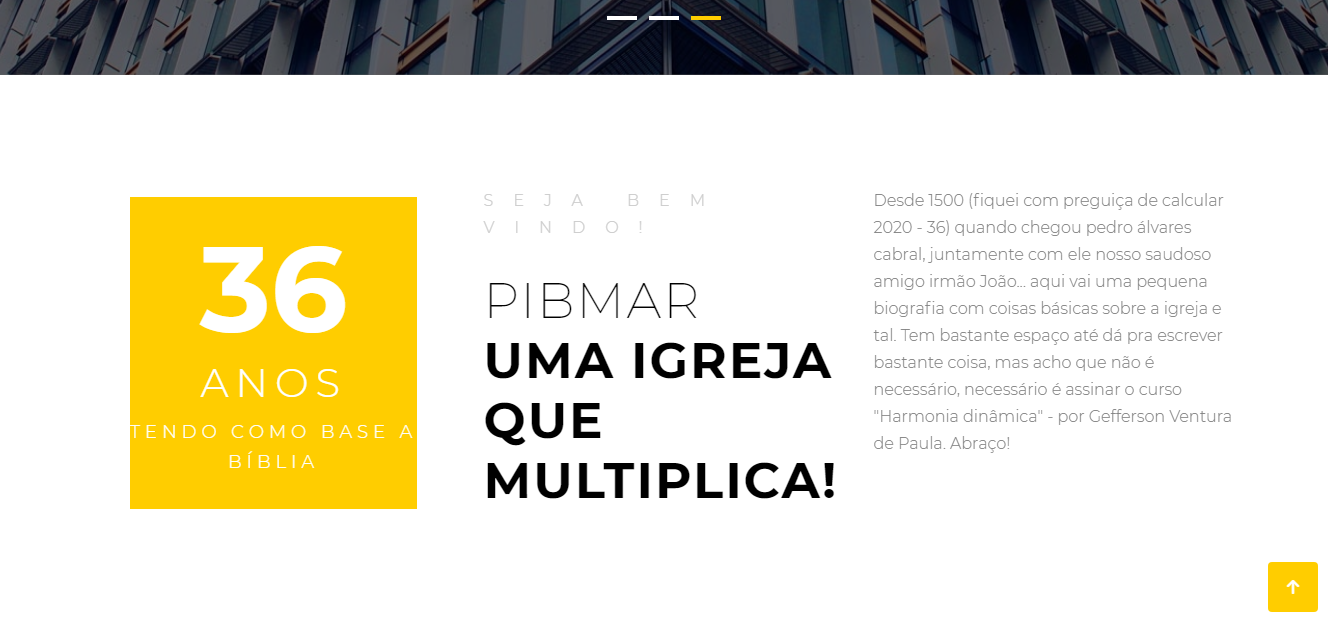 36
ANOS
TENDO COMO BASE A
BÍBLIA
SEJA BEM
VINDO!
PIBMAR
UMA IGREJA
QUE
MULTIPLICA!
Desde 1500 (fiquei com preguiça de calcular
2020 - 36) quando chegou pedro álvares
cabral, juntamente com ele nosso saudoso
amigo irmão João... aqui vai uma pequena
biografia com coisas básicas sobre a igreja e
tal. Tem bastante espaço até dá pra escrever
bastante coisa, mas acho que não é
necessário, necessário é assinar o curso
"Harmonia dinâmica" - por Gefferson Ventura
de Paula. Abraço!